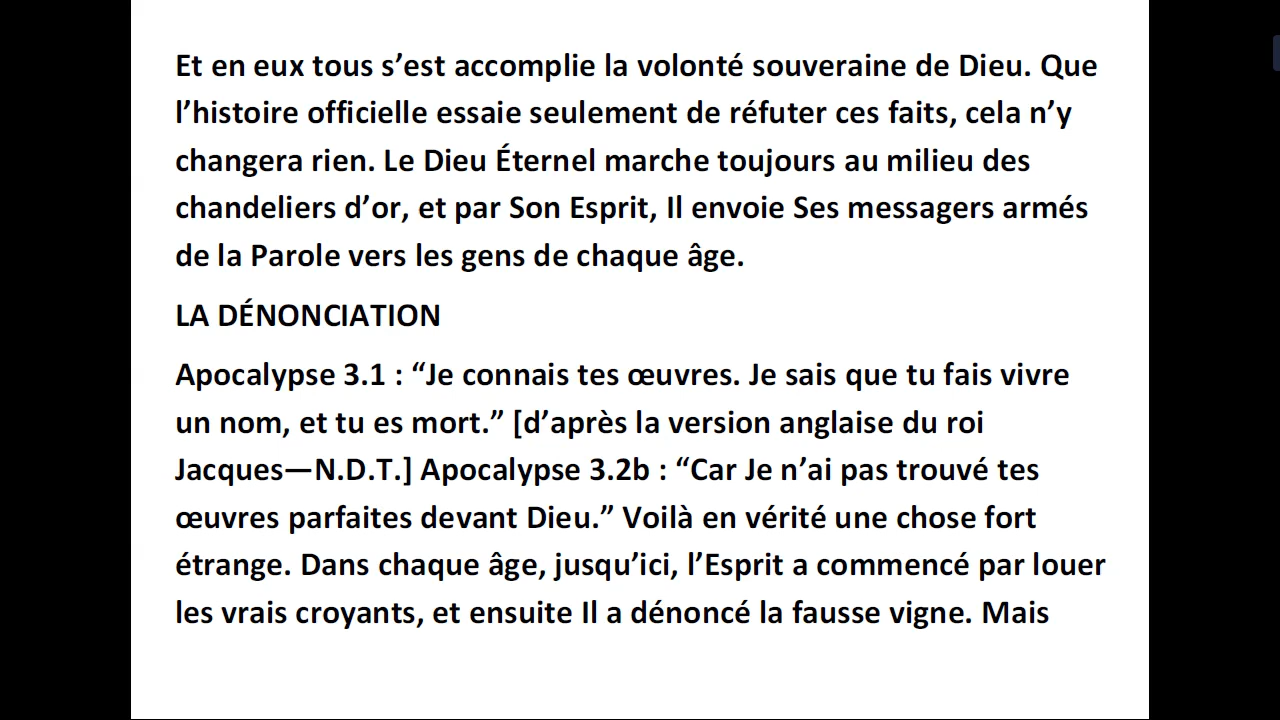 Et en eux tous s’est accomplie la volonté souveraine de Dieu. Que
l’histoire officielle essaie seulement de réfuter ces faits, cela n’y
changera rien. Le Dieu Éternel marche toujours au milieu des
chandeliers d’or, et par Son Esprit, Il envoie Ses messagers armés
de la Parole vers les gens de chaque âge.
LA DÉNONCIATION
Apocalypse 3.1 : “Je connais tes œuvres. Je sais que tu fais vivre
un nom, et tu es mort.” [d’après la version anglaise du roi
Jacques—N.D.T.] Apocalypse 3.2b : “Car Je n’ai pas trouvé tes
œuvres parfaites devant Dieu.” Voilà en vérité une chose fort
étrange. Dans chaque âge, jusqu’ici, l’Esprit a commencé par louer
les vrais croyants, et ensuite Il a dénoncé la fausse vigne. Mais